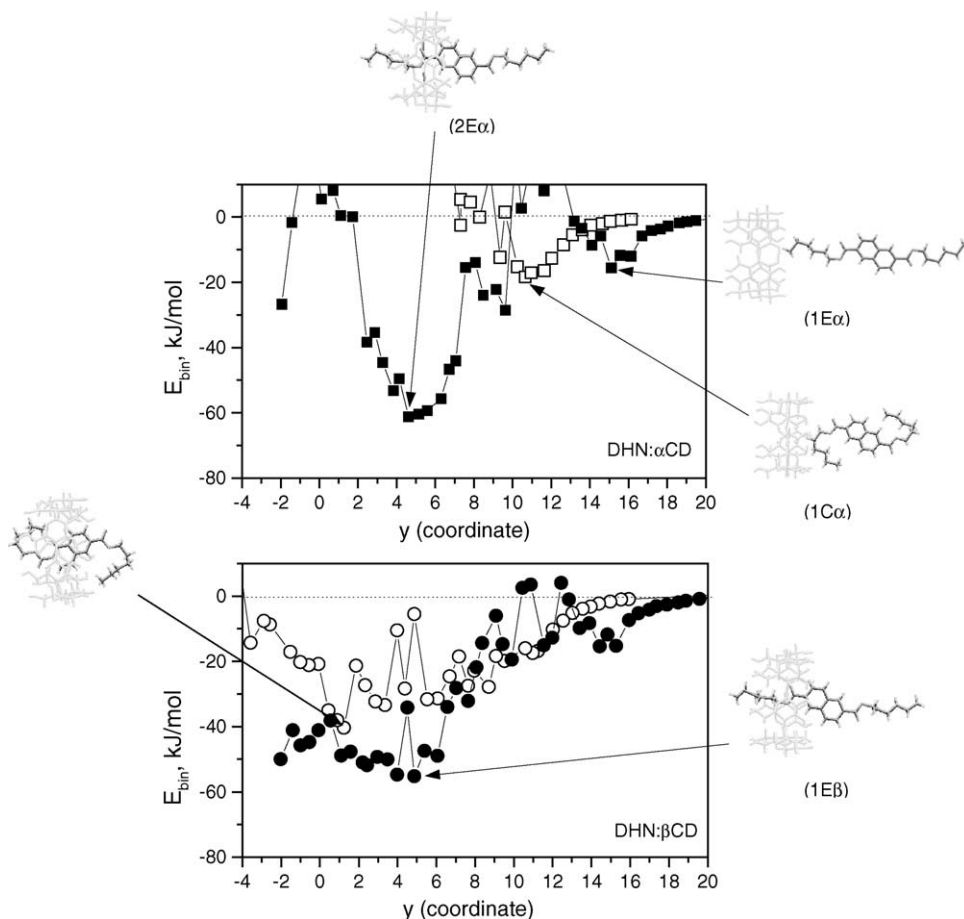 (2Eα)
0
-20
-40
-60
-80
E_bin, kJ/mol
-4 -2 0 2 4 6 8 10 12 14 16 18 20
y (coordinate)
DHN:αCD
(1Eα)
(1Cα)
0
-20
-40
-60
-80
E_bin, kJ/mol
-4 -2 0 2 4 6 8 10 12 14 16 18 20
y (coordinate)
DHN:βCD
(1Eβ)